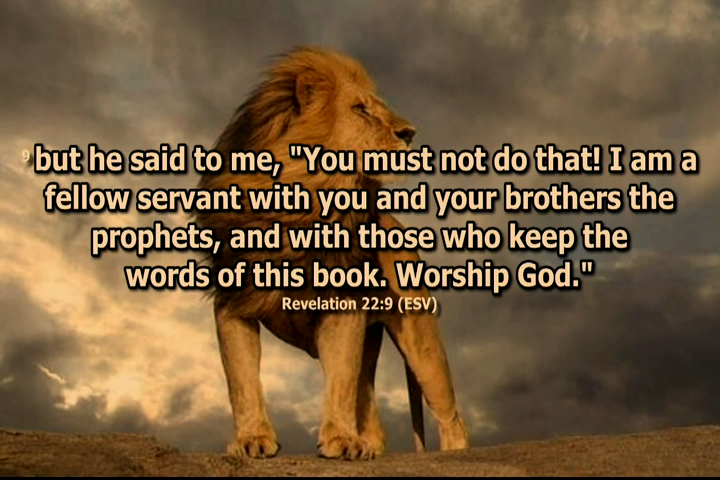 9 but he said to me, "You must not do that! I am a
fellow servant with you and your brothers the
prophets, and with those who keep the
words of this book. Worship God."
Revelation 22:9 (ESV)